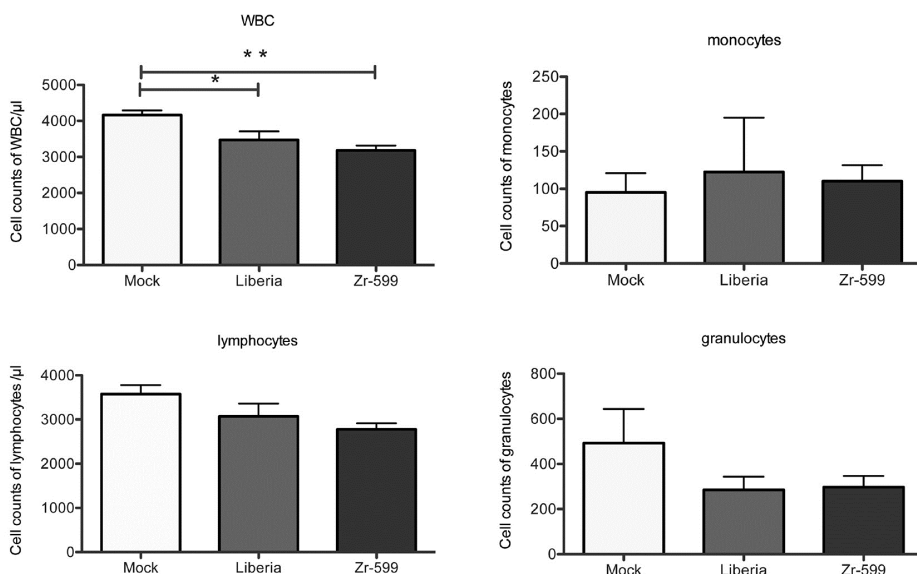 WBC
* *
*
Cell counts of WBC/µl
5000
4000
3000
2000
1000
0
Mock Liberia Zr-599
monocytes
Cell counts of monocytes
250
200
150
100
50
0
Mock Liberia Zr-599
lymphocytes
Cell counts of lymphocytes /µl
4000
3000
2000
1000
0
Mock Liberia Zr-599
granulocytes
Cell counts of granulocytes
800
600
400
200
0
Mock Liberia Zr-599